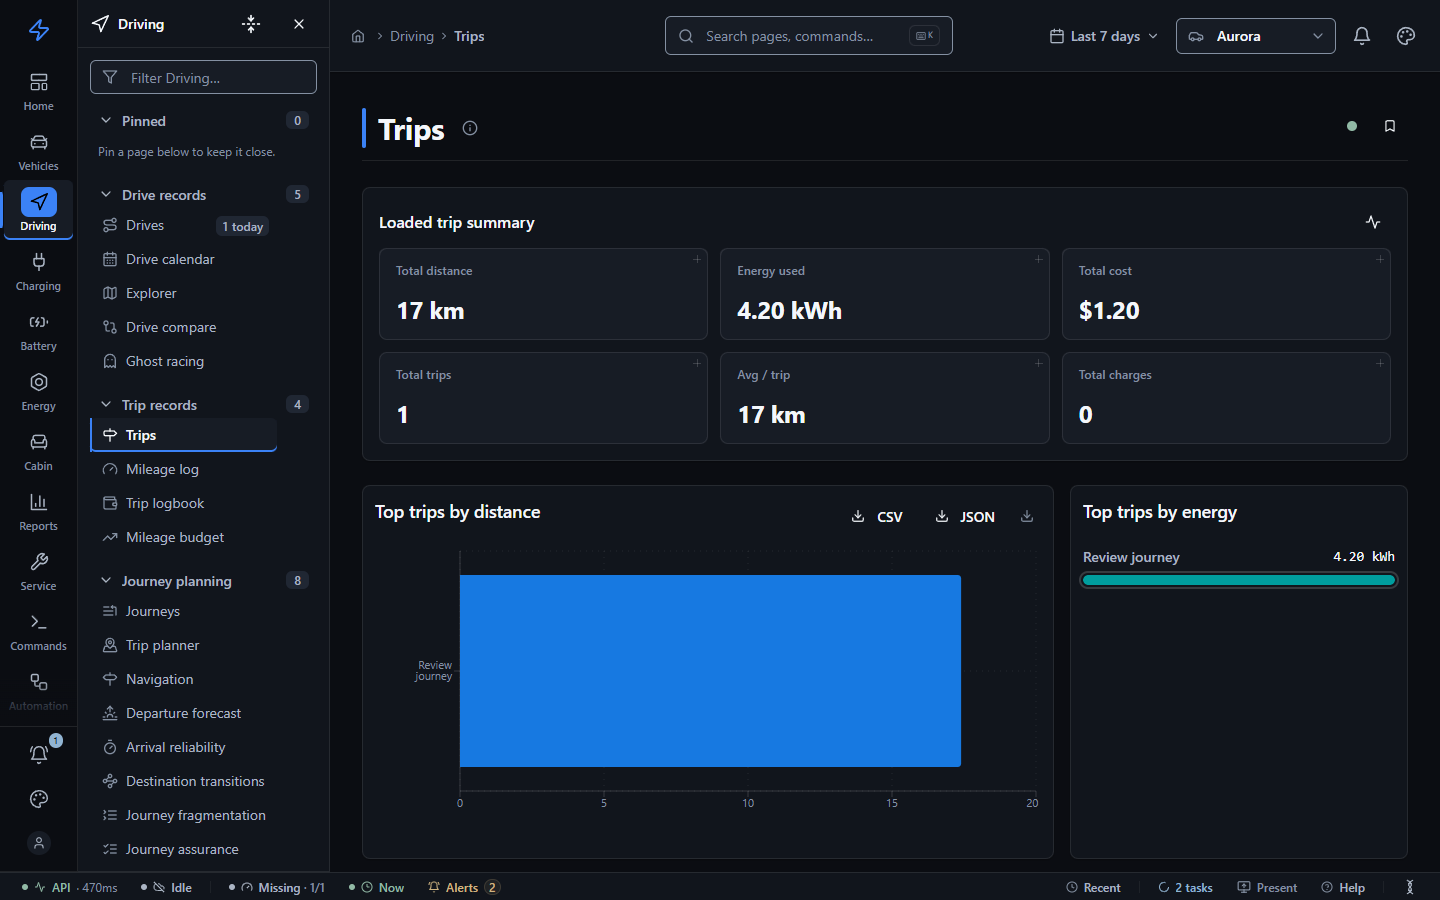 Driving
Driving
Trips
Search pages, commands...
K
Last 7 days
Aurora
Home
Vehicles
Driving
Charging
Battery
Energy
Cabin
Reports
Service
Commands
Automation
1
Filter Driving...
Pinned
0
Pin a page below to keep it close.
Drive records
5
Drives
1 today
Drive calendar
Explorer
Drive compare
Ghost racing
Trip records
4
Trips
Mileage log
Trip logbook
Mileage budget
Journey planning
8
Journeys
Trip planner
Navigation
Departure forecast
Arrival reliability
Destination transitions
Journey fragmentation
Journey assurance
Trips
Loaded trip summary
Total distance
17 km
Energy used
4.20 kWh
Total cost
$1.20
Total trips
1
Avg / trip
17 km
Total charges
0
Top trips by distance
CSV
JSON
Review
journey
0
5
10
15
20
Top trips by energy
Review journey
4.20 kWh
API · 470ms
Idle
Missing · 1/1
Now
Alerts 2
Recent
2 tasks
Present
Help